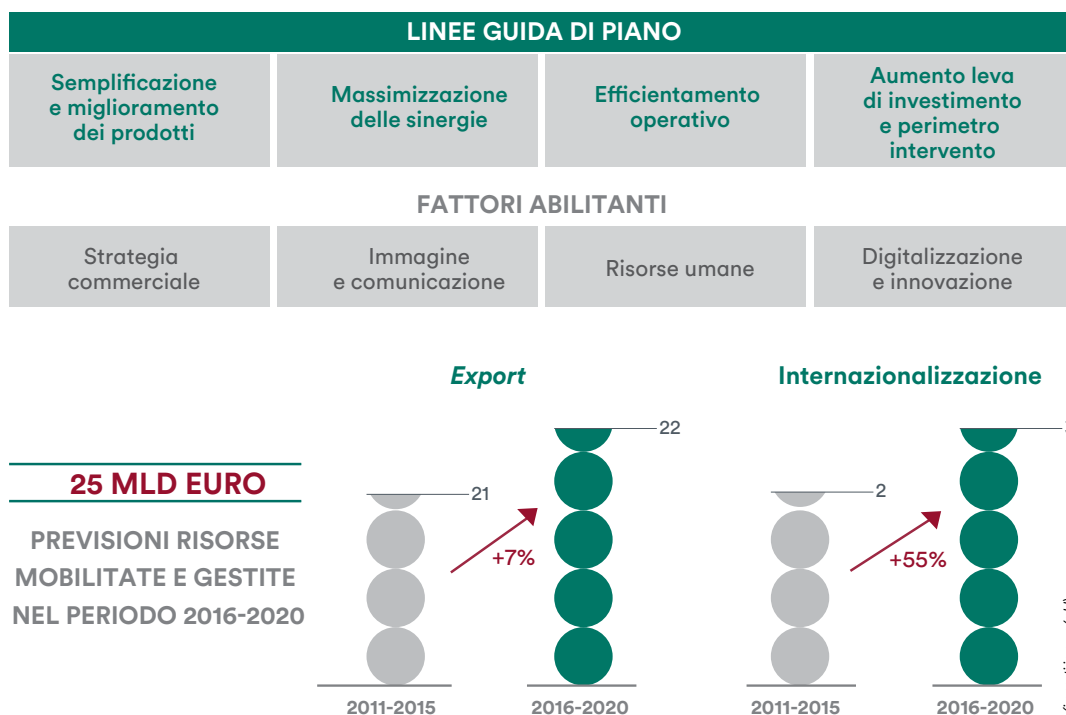 LINEE GUIDA DI PIANO
Semplificazione
e miglioramento
dei prodotti
Massimizzazione
delle sinergie
Efficientamento
operativo
Aumento leva
di investimento
e perimetro
intervento
FATTORI ABILITANTI
Strategia
commerciale
Immagine
e comunicazione
Risorse umane
Digitalizzazione
e innovazione
25 MLD EURO
PREVISIONI RISORSE
MOBILITATE E GESTITE
NEL PERIODO 2016-2020
Export
22
21
+7%
2011-2015
2016-2020
Internazionalizzazione
2
+55%
2011-2015
2016-2020